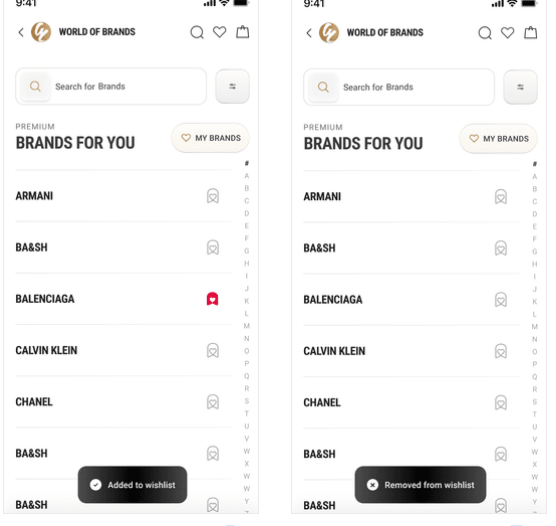 9:41
WORLD OF BRANDS
Search for Brands
PREMIUM
BRANDS FOR YOU
MY BRANDS
#
A
B
C
D
E
F
G
H
I
J
K
L
M
N
O
P
Q
R
S
T
U
V
W
X
W
W
Y
T
ARMANI
BA&SH
BALENCIAGA
CALVIN KLEIN
CHANEL
BA&SH
BA&SH
Added to wishlist
9:41
WORLD OF BRANDS
Search for Brands
PREMIUM
BRANDS FOR YOU
MY BRANDS
#
A
B
C
D
E
F
G
H
I
J
K
L
M
N
O
P
Q
R
S
T
U
V
W
X
W
W
Y
T
ARMANI
BA&SH
BALENCIAGA
CALVIN KLEIN
CHANEL
BA&SH
BA&SH
Removed from wishlist